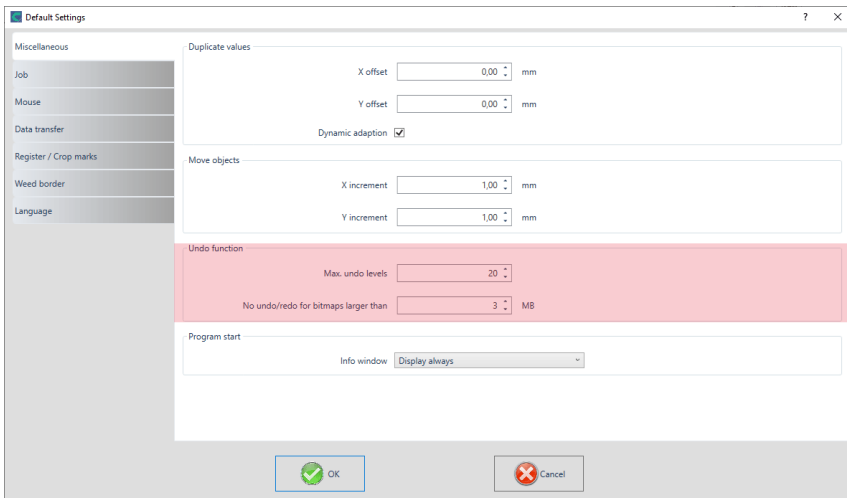 Default Settings ? ×
Miscellaneous
Job
Mouse
Data transfer
Register / Crop marks
Weed border
Language
Duplicate values
X offset 0,00 mm
Y offset 0,00 mm
Dynamic adaption
Move objects
X increment 1,00 mm
Y increment 1,00 mm
Undo function
Max. undo levels 20
No undo/redo for bitmaps larger than 3 MB
Program start
Info window Display always
OK Cancel